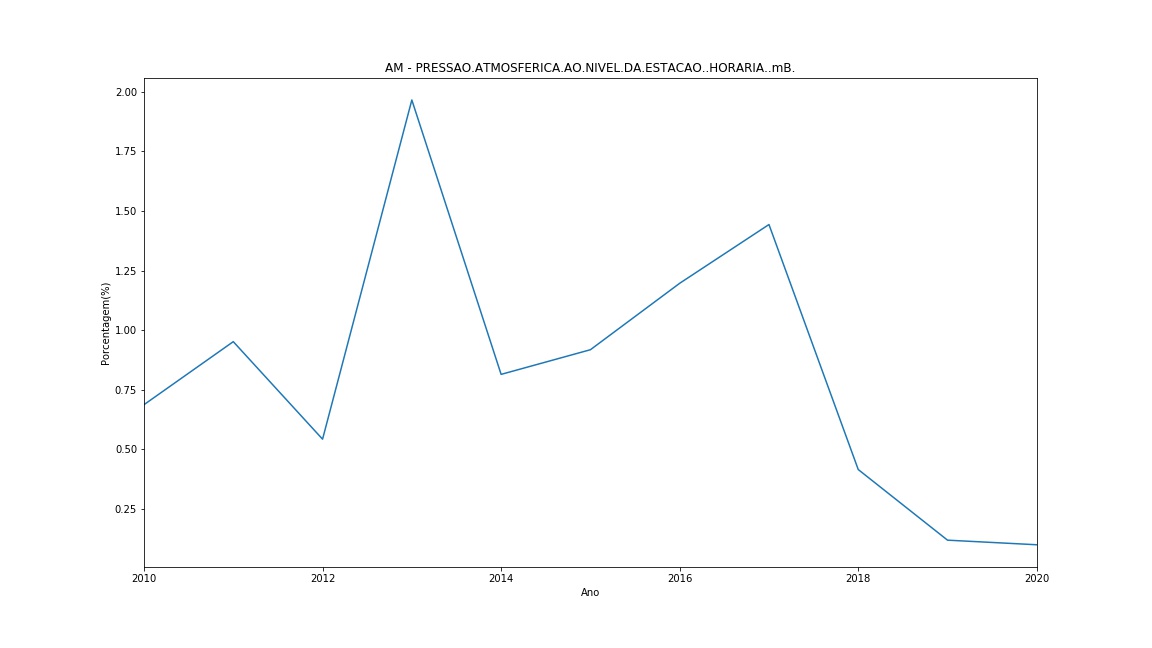 AM - PRESSAO.ATMOSFERICA.AO.NIVEL.DA.ESTACAO..HORARIA..mB.
2.00
1.75
1.50
1.25
1.00
0.75
0.50
0.25
Porcentagem(%)
2010 2012 2014 2016 2018 2020
Ano